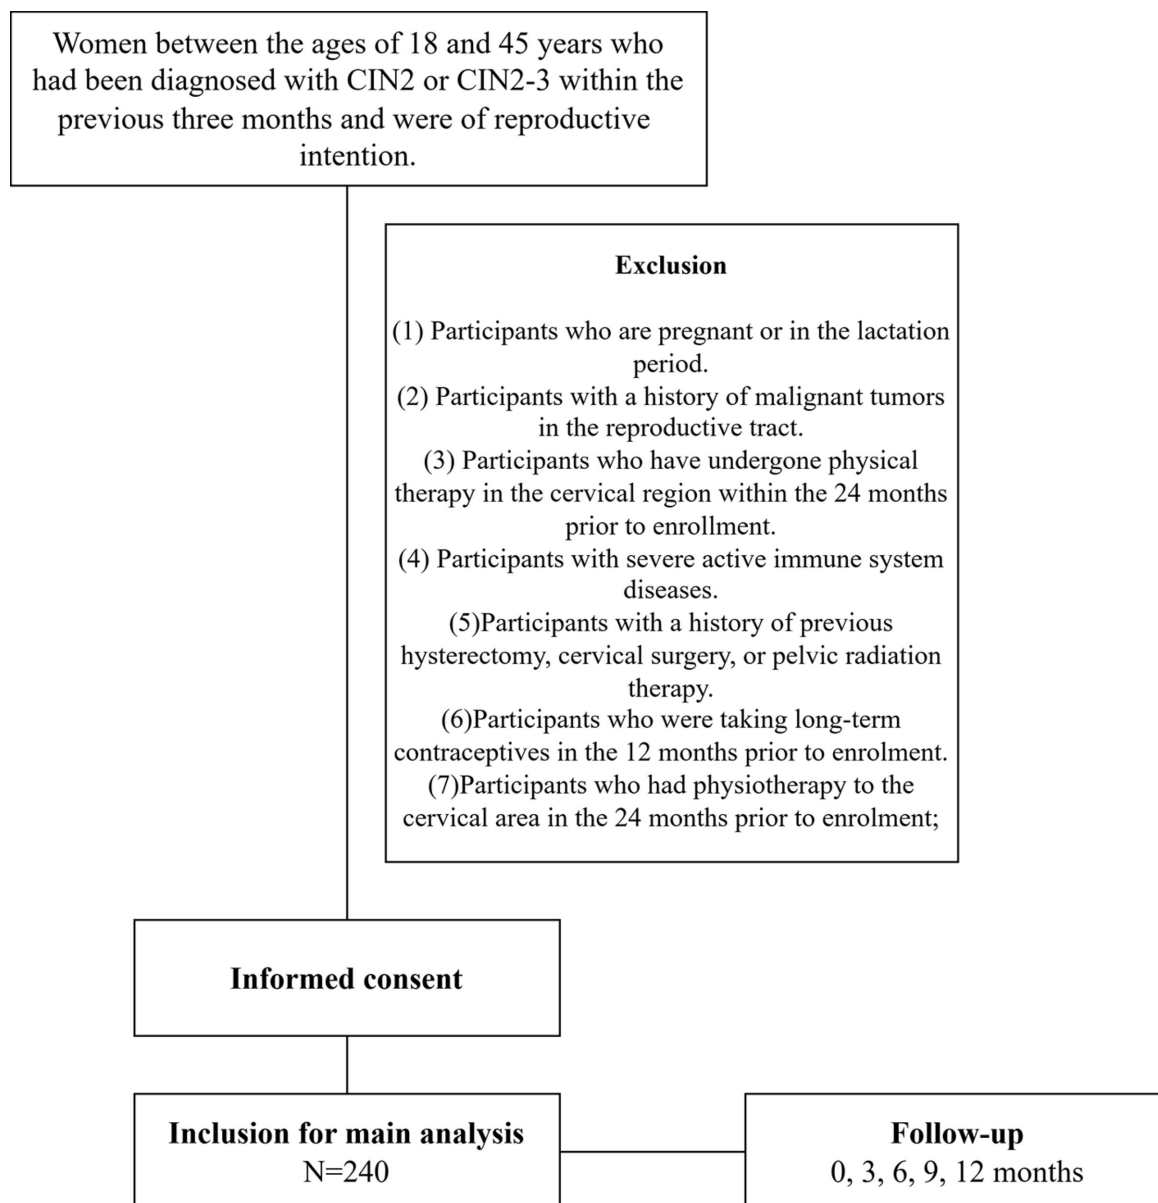 Women between the ages of 18 and 45 years who
had been diagnosed with CIN2 or CIN2-3 within the
previous three months and were of reproductive
intention.
Exclusion
(1) Participants who are pregnant or in the lactation
period.
(2) Participants with a history of malignant tumors
in the reproductive tract.
(3) Participants who have undergone physical
therapy in the cervical region within the 24 months
prior to enrollment.
(4) Participants with severe active immune system
diseases.
(5)Participants with a history of previous
hysterectomy, cervical surgery, or pelvic radiation
therapy.
(6)Participants who were taking long-term
contraceptives in the 12 months prior to enrolment.
(7)Participants who had physiotherapy to the
cervical area in the 24 months prior to enrolment;
Informed consent
Inclusion for main analysis
N=240
Follow-up
0, 3, 6, 9, 12 months